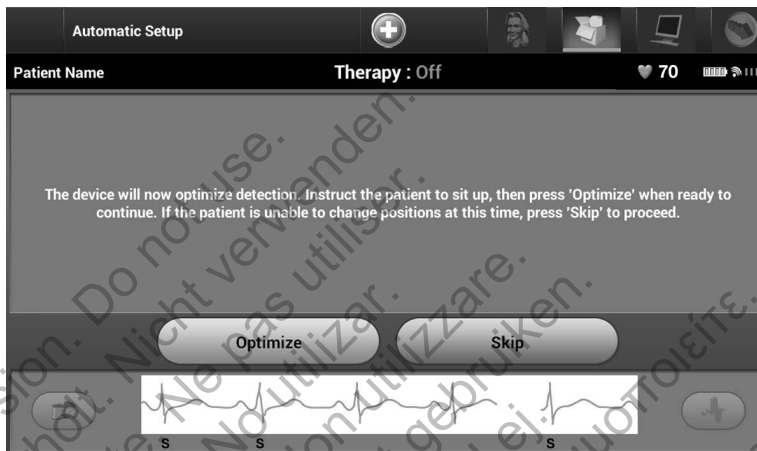 Automatic Setup
Patient Name
Therapy : Off
70
The device will now optimize detection. Instruct the patient to sit up, then press 'Optimize' when ready to
continue. If the patient is unable to change positions at this time, press 'Skip' to proceed.
Optimize
Skip
S
S
S
Do not use.
Nicht verwenden.
Ne pas utiliser.
No utilizar.
Non utilizzare.